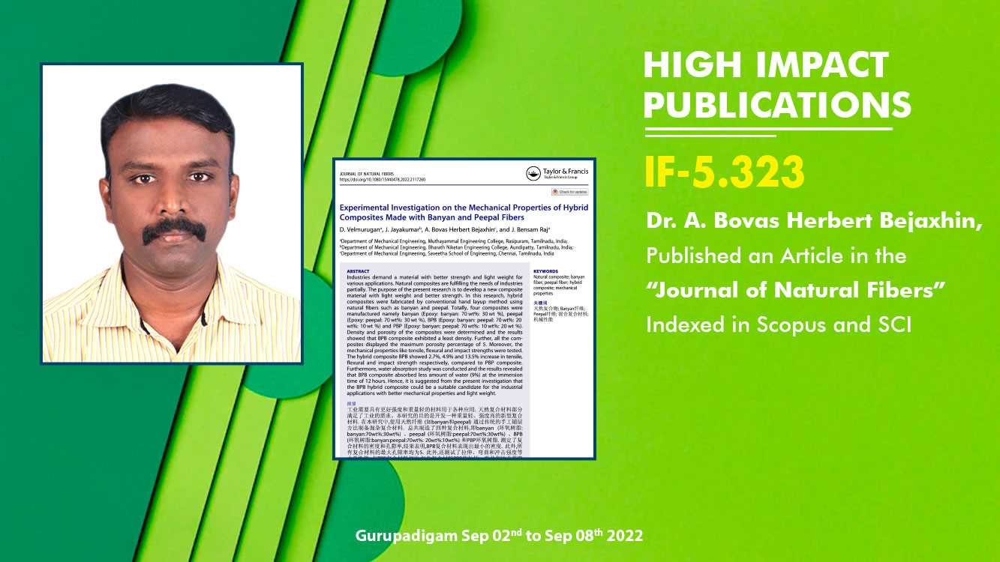 HIGH IMPACT
PUBLICATIONS
IF-5.323
Dr. A. Bovas Herbert Bejaxhin,
Published an Article in the
“Journal of Natural Fibers”
Indexed in Scopus and SCI
JOURNAL OF NATURAL FIBERS
https://doi.org/10.1080/15440478.2022.2117260
Taylor & Francis
Taylor & Francis Group
Check for updates
Experimental Investigation on the Mechanical Properties of Hybrid
Composites Made with Banyan and Peepal Fibers
D. Velmuruganᵃ, J. Jayakumarᵇ, A. Bovas Herbert Bejaxhinᶜ, and J. Bensam Rajᵃ
ᵃDepartment of Mechanical Engineering, Muthayammal Engineering College, Rasipuram, Tamilnadu, India;
ᵇDepartment of Mechanical Engineering, Bharath Niketan Engineering College, Aundipatty, Tamilnadu, India;
ᶜDepartment of Mechanical Engineering, Saveetha School of Engineering, Chennai, Tamilnadu, India
ABSTRACT
Industries demand a material with better strength and light weight for
various applications. Natural composites are fulfilling the needs of industries
partially. The purpose of the present research is to develop a new composite
material with light weight and better strength. In this research, hybrid
composites were fabricated by conventional hand layup method using
natural fibers such as banyan and peepal. Totally, four composites were
manufactured namely banyan (Epoxy: banyan: 70 wt%: 30 wt %), peepal
(Epoxy: peepal: 70 wt%: 30 wt %), BPB (Epoxy: banyan: peepal: 70 wt%: 20
wt%: 10 wt %) and PBP (Epoxy: banyan: peepal: 70 wt%: 10 wt%: 20 wt %).
Density and porosity of the composites were determined and the results
showed that BPB composite exhibited a least density. Further, all the com-
posites displayed the maximum porosity percentage of 5. Moreover, the
mechanical properties like tensile, flexural and impact strengths were tested.
The hybrid composite BPB showed 2.7%, 4.9% and 13.5% increase in tensile,
flexural and impact strength respectively, compared to PBP composite.
Furthermore, water absorption study was conducted and the results revealed
that BPB composite absorbed less amount of water (9%) at the immersion
time of 12 hours. Hence, it is suggested from the present investigation that
the BPB hybrid composite could be a suitable candidate for the industrial
applications with better mechanical properties and light weight.
KEYWORDS
Natural composite; banyan
fiber; peepal fiber; hybrid
composite; mechanical
properties
关键词
天然复合物; Banyan纤维;
Peepal纤维; 混合复合材料;
机械性能
摘要
工业需要具有更好强度和重量轻的材料用于各种应用. 天然复合材料部分
满足了工业的需求。本研究的目的是开发一种重量轻、强度高的新型复合
材料. 在本研究中,使用天然纤维 (如banyan和peepal) 通过传统的手工铺层
方法制备混杂复合材料. 总共制造了四种复合材料,即banyan (环氧树脂:
banyan:70wt%:30wt%) 、peepal (环氧树脂:peepal:70wt%:30wt%) 、BPB
(环氧树脂:banyan:peepal:70wt%: 20wt%:10wt%) 和PBP环氧树脂. 测定了复
合材料的密度和孔隙率,结果表明,BPB复合材料表现出最小的密度. 此外,所
有复合材料的最大孔隙率均为5. 此外,还测试了拉伸、弯曲和冲击强度等
Gurupadigam Sep 02nd to Sep 08th 2022